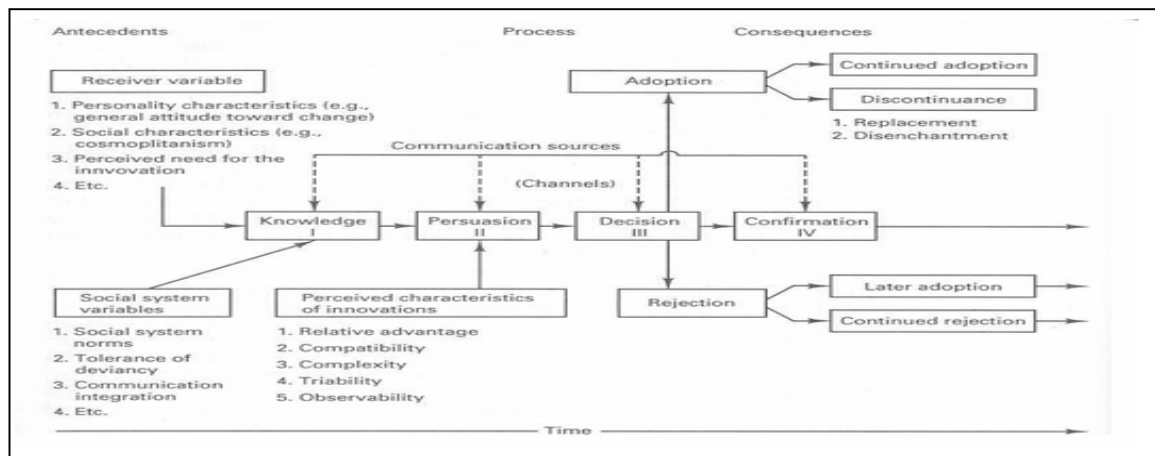 Antecedents
Process
Consequences
Receiver variable
1. Personality characteristics (e.g.,
general attitude toward change)
2. Social characteristics (e.g.,
cosmoplitanism)
3. Perceived need for the
innvovation
4. Etc.
Adoption
Continued adoption
Discontinuance
1. Replacement
2. Disenchantment
Communication sources
(Channels)
Knowledge
I
Persuasion
II
Decision
III
Confirmation
IV
Social system
variables
1. Social system
norms
2. Tolerance of
deviancy
3. Communication
integration
4. Etc.
Perceived characteristics
of innovations
1. Relative advantage
2. Compatibility
3. Complexity
4. Triability
5. Observability
Rejection
Later adoption
Continued rejection
Time